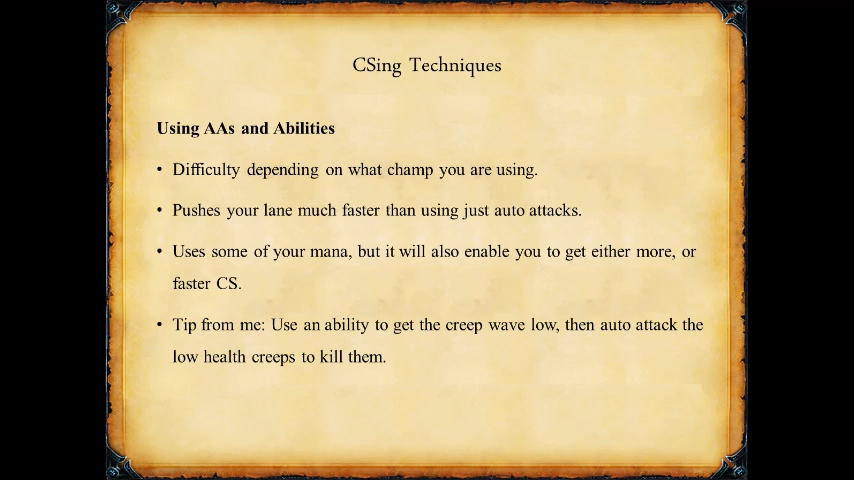 CSing Techniques
Using AAs and Abilities
• Difficulty depending on what champ you are using.
• Pushes your lane much faster than using just auto attacks.
• Uses some of your mana, but it will also enable you to get either more, or
faster CS.
• Tip from me: Use an ability to get the creep wave low, then auto attack the
low health creeps to kill them.